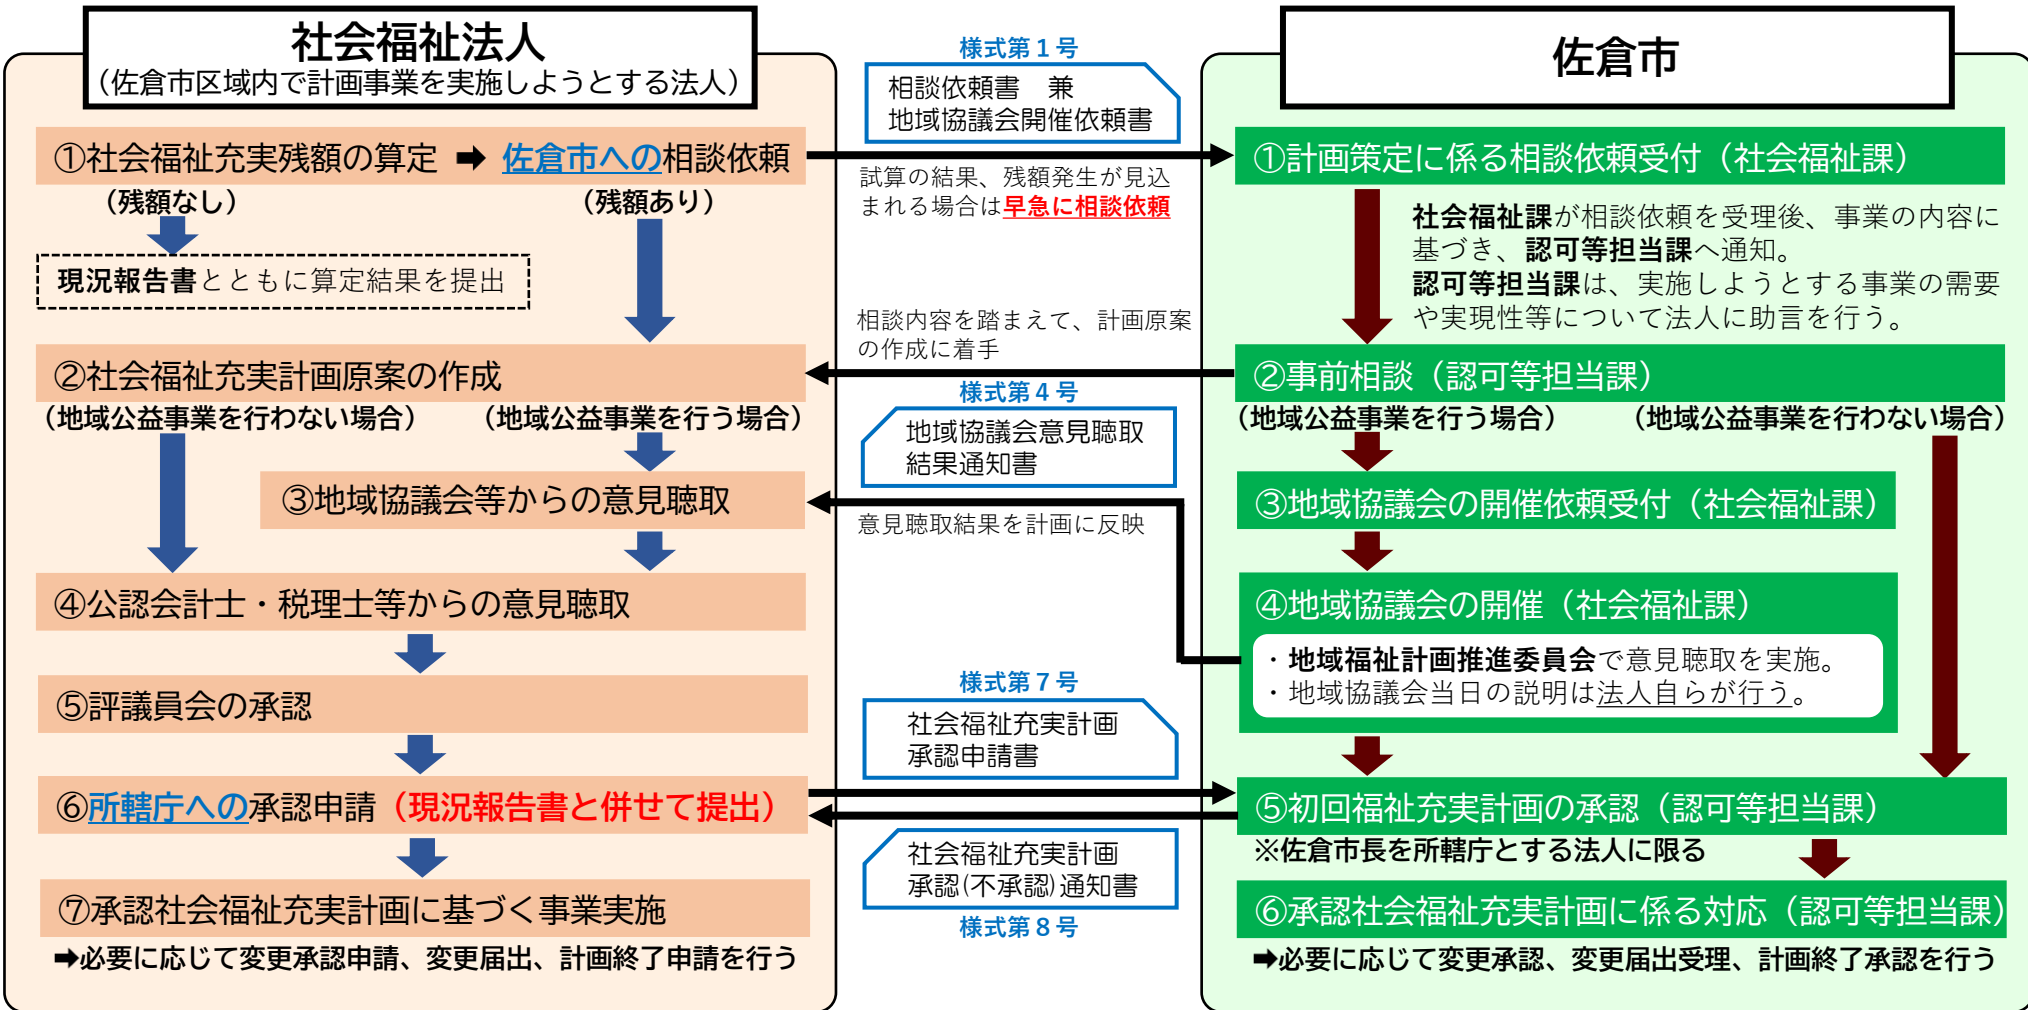 社会福祉法人
（佐倉市区域内で計画事業を実施しようとする法人）
①社会福祉充実残額の算定 ➡ 佐倉市への相談依頼
（残額なし）
（残額あり）
現況報告書とともに算定結果を提出
②社会福祉充実計画原案の作成
（地域公益事業を行わない場合）
（地域公益事業を行う場合）
③地域協議会等からの意見聴取
④公認会計士・税理士等からの意見聴取
⑤評議員会の承認
⑥所轄庁への承認申請（現況報告書と併せて提出）
⑦承認社会福祉充実計画に基づく事業実施
➡必要に応じて変更承認申請、変更届出、計画終了申請を行う
様式第１号
相談依頼書　兼
地域協議会開催依頼書
試算の結果、残額発生が見込
まれる場合は早急に相談依頼
相談内容を踏まえて、計画原案
の作成に着手
様式第４号
地域協議会意見聴取
結果通知書
意見聴取結果を計画に反映
様式第７号
社会福祉充実計画
承認申請書
社会福祉充実計画
承認(不承認)通知書
様式第８号
佐倉市
①計画策定に係る相談依頼受付（社会福祉課）
社会福祉課が相談依頼を受理後、事業の内容に
基づき、認可等担当課へ通知。
認可等担当課は、実施しようとする事業の需要
や実現性等について法人に助言を行う。
②事前相談（認可等担当課）
（地域公益事業を行う場合）
（地域公益事業を行わない場合）
③地域協議会の開催依頼受付（社会福祉課）
④地域協議会の開催（社会福祉課）
・地域福祉計画推進委員会で意見聴取を実施。
・地域協議会当日の説明は法人自らが行う。
⑤初回福祉充実計画の承認（認可等担当課）
※佐倉市長を所轄庁とする法人に限る
⑥承認社会福祉充実計画に係る対応（認可等担当課）
➡必要に応じて変更承認、変更届出受理、計画終了承認を行う